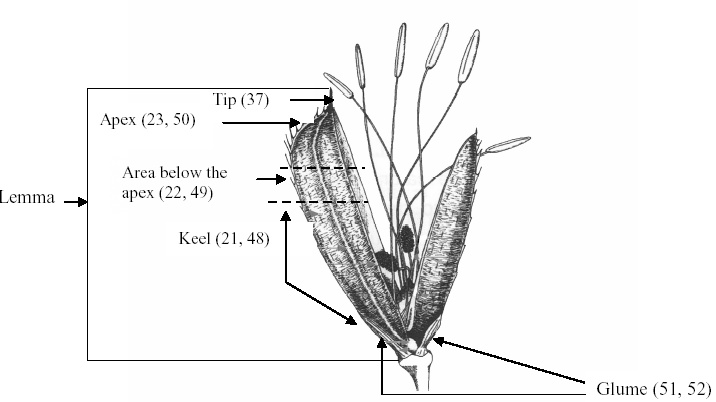 Tip (37)
Apex (23, 50)
Area below the
apex (22, 49)
Lemma
Keel (21, 48)
Glume (51, 52)